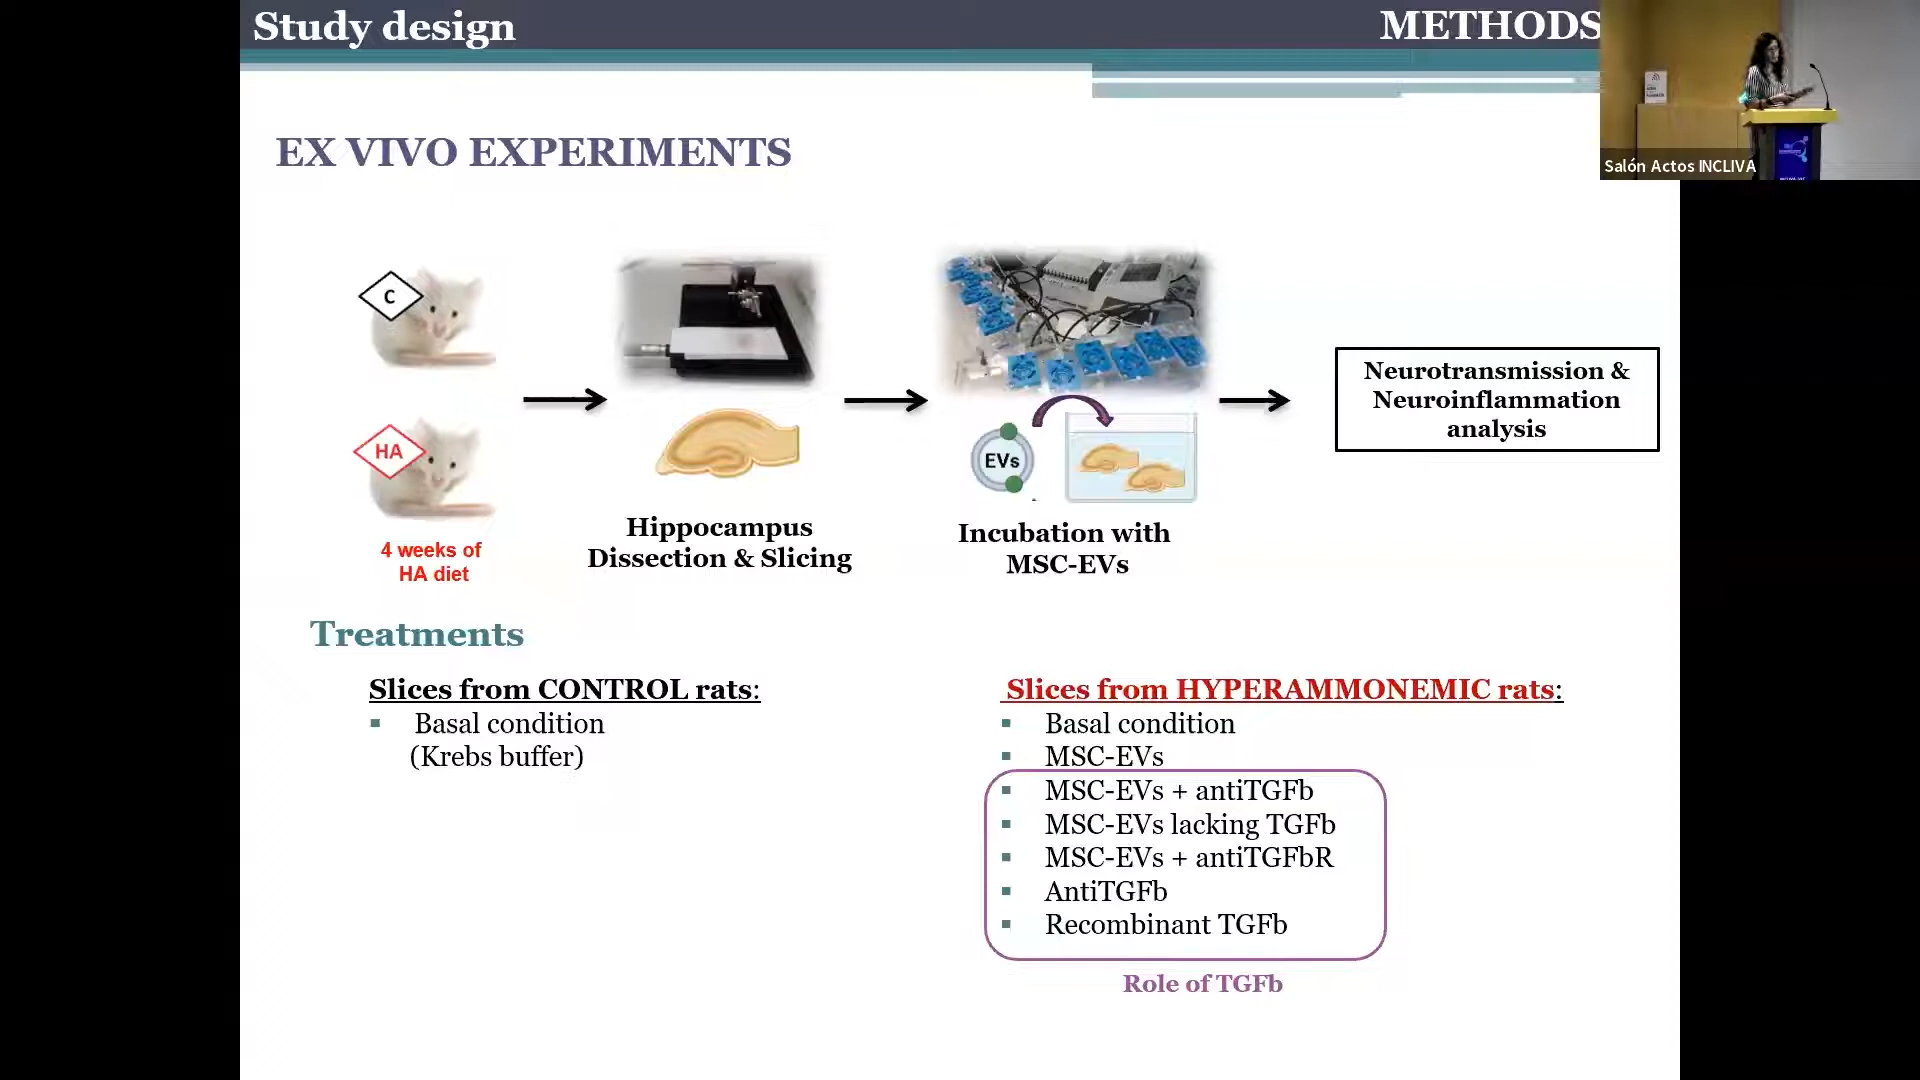 Study design
METHODS
Salón Actos INCLIVA
EX VIVO EXPERIMENTS
C
HA
4 weeks of
HA diet
Hippocampus
Dissection & Slicing
EVs
Incubation with
MSC-EVs
Neurotransmission &
Neuroinflammation
analysis
Treatments
Slices from CONTROL rats:
▪ Basal condition
(Krebs buffer)
Slices from HYPERAMMONEMIC rats:
▪ Basal condition
▪ MSC-EVs
▪ MSC-EVs + antiTGFb
▪ MSC-EVs lacking TGFb
▪ MSC-EVs + antiTGFbR
▪ AntiTGFb
▪ Recombinant TGFb
Role of TGFb